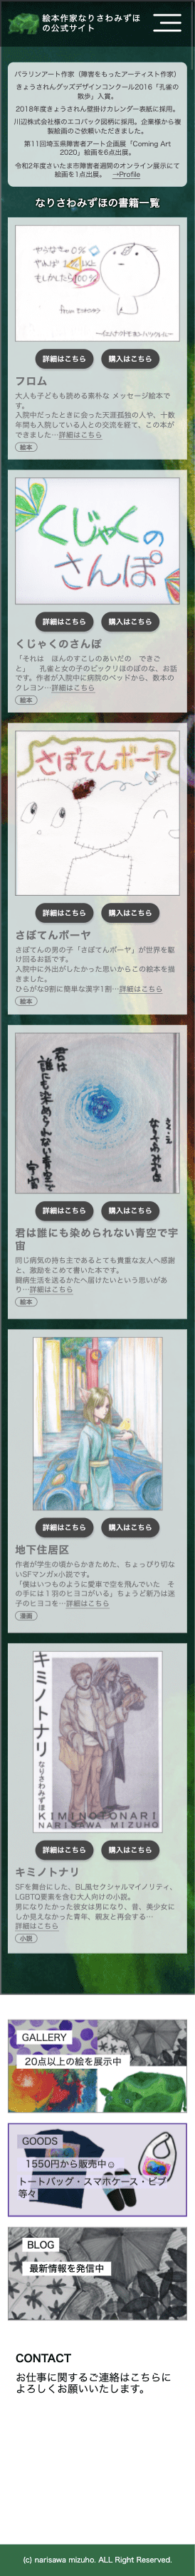 絵本作家なりさわみずほ
の公式サイト
パラリンアート作家（障害をもったアーティスト作家）
きょうされんグッズデザインコンクール2016「孔雀の
散歩」入賞。
2018年度きょうされん壁掛けカレンダー表紙に採用。
川辺株式会社様のエコバック図柄に採用。企業様から複
製絵画のご依頼いただきました。
第11回埼玉県障害者アート企画展「Coming Art
2020」絵画を6点出展。
令和2年度さいたま市障害者週間のオンライン展示にて
絵画を1点出展。 →Profile
なりさわみずほの書籍一覧
詳細はこちら 購入はこちら
フロム
大人も子どもも読める素朴な メッセージ絵本で
す。
入院中だったときに会った天涯孤独の人や、十数
年間も入院している人との交流を経て、この本が
できました…詳細はこちら
絵本
くじゃくの
さんぽ
詳細はこちら 購入はこちら
くじゃくのさんぽ
「それは ほんのすこしのあいだの できご
と」 孔雀と女の子のビックリほのぼのな、お話
です。作者が入院中に病院のベッドから、数本の
クレヨン…詳細はこちら
絵本
さぼてんボーヤ
詳細はこちら 購入はこちら
さぼてんボーヤ
さぼてんの男の子「さぼてんボーヤ」が世界を駆
け回るお話です。
入院中に外出がしたかった思いからこの絵本を描
きました。
ひらがな9割に簡単な漢字1割…詳細はこちら
絵本
君は
誰にも染められない青空で
宇宙
詳細はこちら 購入はこちら
君は誰にも染められない青空で宇
宙
同じ病気の持ち主であるとても貴重な友人へ感謝
と、激励をこめて書いた本です。
闘病生活を送るかたへ届けたいという思いがあ
り…詳細はこちら
絵本
詳細はこちら 購入はこちら
地下住居区
作者が学生の頃からかきためた、ちょっぴり切な
いSFマンガ×小説です。
「僕はいつものように愛車で空を飛んでいた そ
の手には１羽のヒヨコがいる」ちょうど新乃は迷
子のヒヨコを…詳細はこちら
漫画
キミノトナリ
なりさわみずほ
KIMINOTONARI
NARISAWA MIZUHO
詳細はこちら 購入はこちら
キミノトナリ
SFを舞台にした、BL風セクシャルマイノリティ、
LGBTQ要素を含む大人向けの小説。
男になりたかった彼女は男になり、昔、美少女に
しか見えなかった青年、親友と再会する…
詳細はこちら
小説
GALLERY
20点以上の絵を展示中
GOODS
1550円から販売中☺
トートバッグ・スマホケース・ビブ
等々
BLOG
最新情報を発信中
CONTACT
お仕事に関するご連絡はこちらに
よろしくお願いいたします。
(c) narisawa mizuho. ALL Right Reserved.